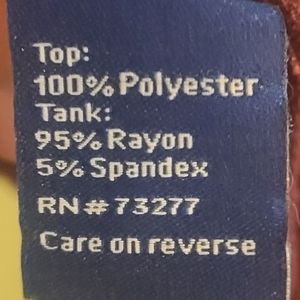 Top:
100% Polyester
Tank:
95% Rayon
5% Spandex
RN# 73277
Care on reverse